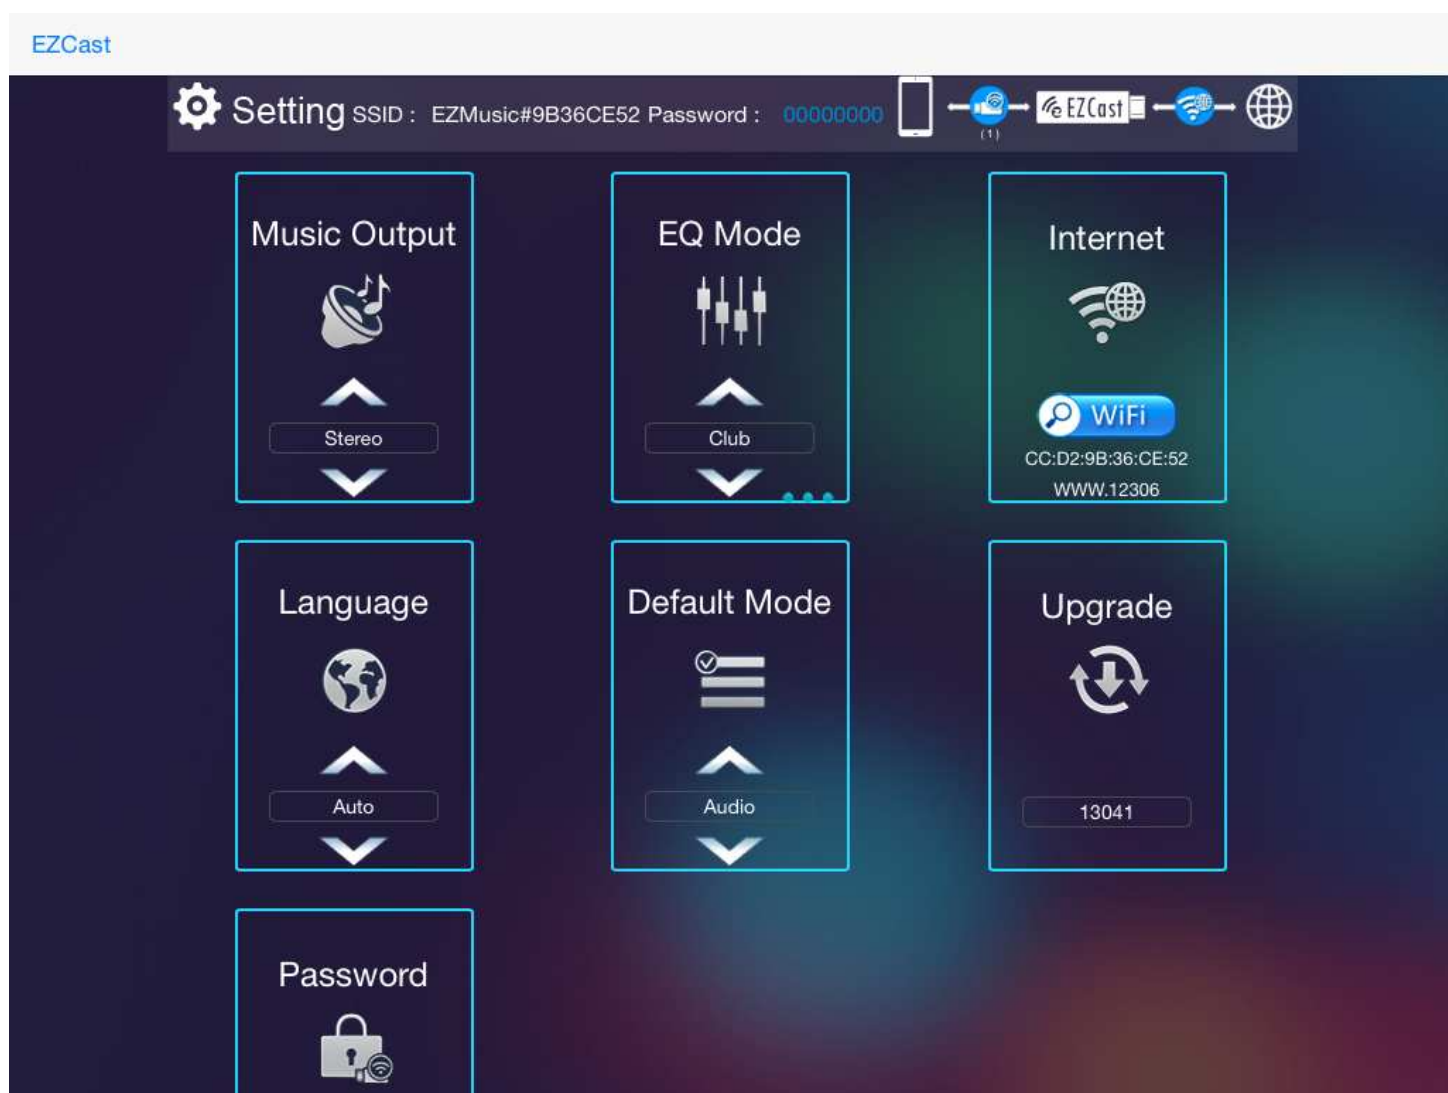 EZCast
Setting SSID : EZMusic#9B36CE52 Password : 00000000
EZCast
(1)
Music Output
EQ Mode
Internet
Stereo
Club
WiFi
CC:D2:9B:36:CE:52
WWW.12306
Language
Default Mode
Upgrade
Auto
Audio
13041
Password